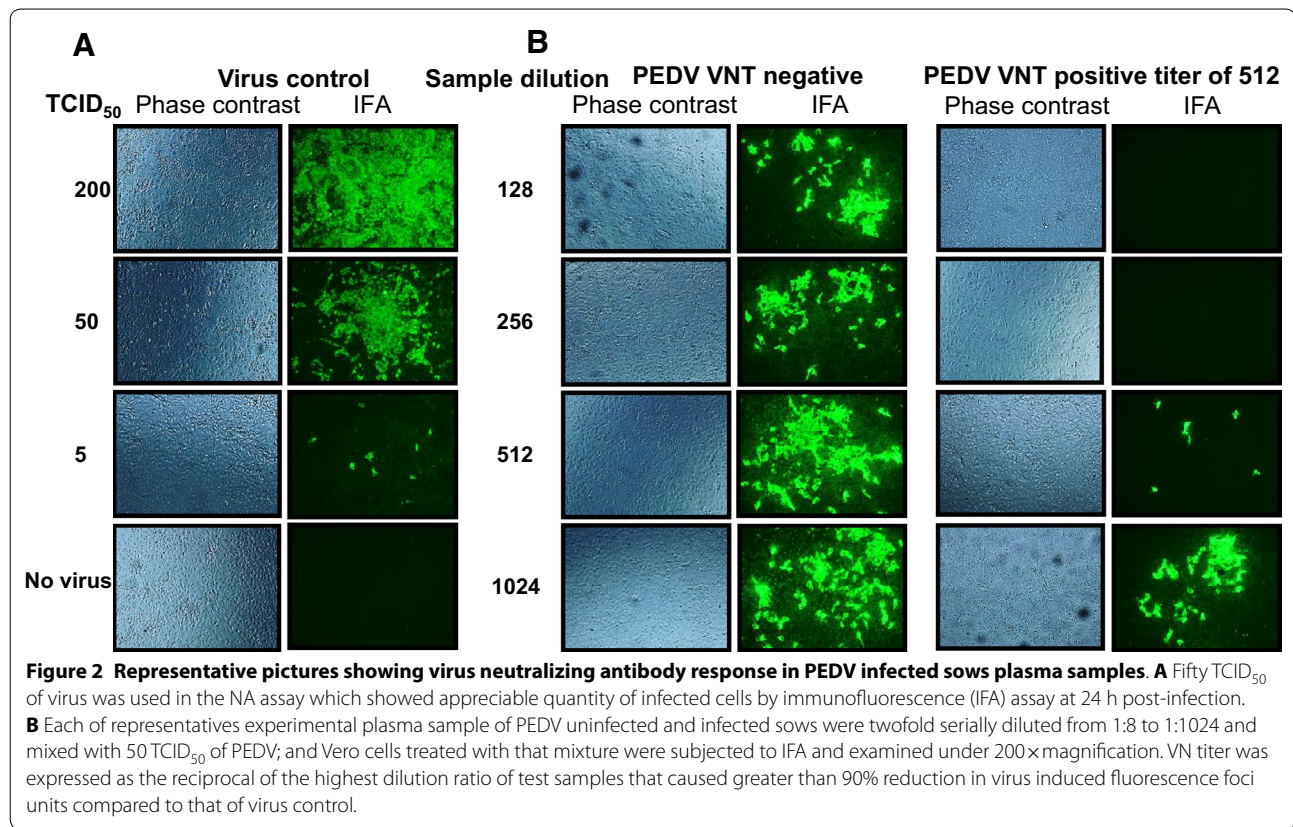 A
B
Virus control
Sample dilution
PEDV VNT negative
PEDV VNT positive titer of 512
TCID50
Phase contrast
IFA
Phase contrast
IFA
Phase contrast
IFA
200
128
50
256
5
512
No virus
1024
Figure 2 Representative pictures showing virus neutralizing antibody response in PEDV infected sows plasma samples. A Fifty TCID50
of virus was used in the NA assay which showed appreciable quantity of infected cells by immunofluorescence (IFA) assay at 24 h post-infection.
B Each of representatives experimental plasma sample of PEDV uninfected and infected sows were twofold serially diluted from 1:8 to 1:1024 and
mixed with 50 TCID50 of PEDV; and Vero cells treated with that mixture were subjected to IFA and examined under 200 × magnification. VN titer was
expressed as the reciprocal of the highest dilution ratio of test samples that caused greater than 90% reduction in virus induced fluorescence foci
units compared to that of virus control.